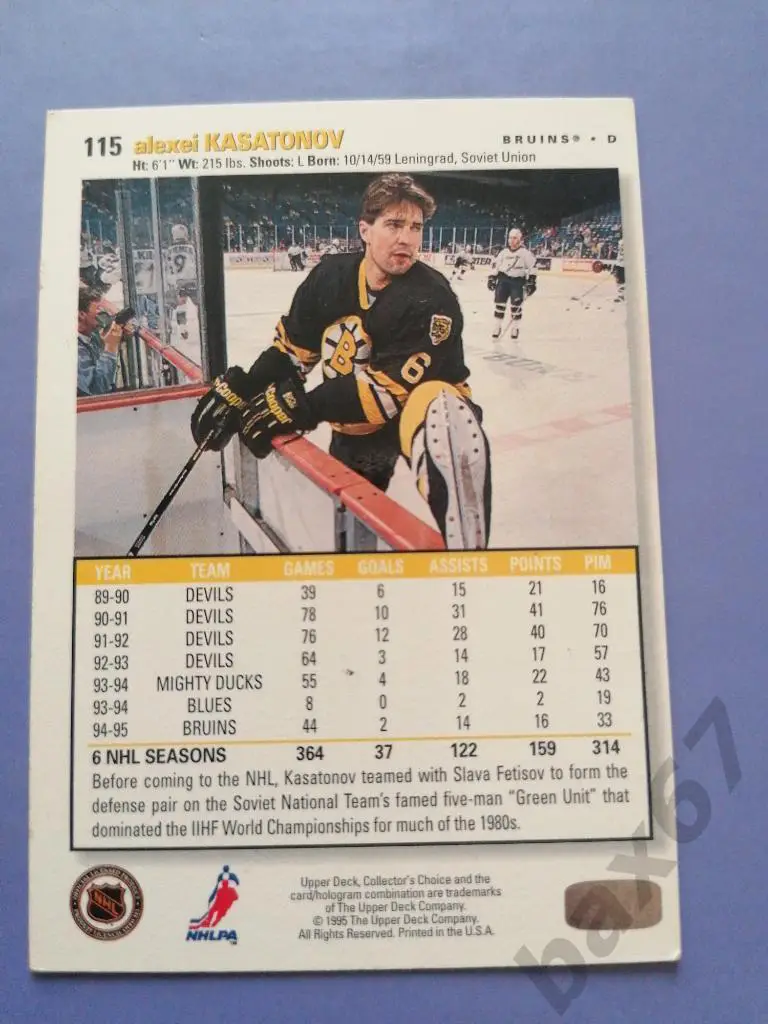 115 alexei KASATONOV BRUINS® • D
Ht: 6'1" Wt: 215 lbs. Shoots: L Born: 10/14/59 Leningrad, Soviet Union
B
6
Cooper
Cooper
YEAR TEAM GAMES GOALS ASSISTS POINTS PIM
89-90 DEVILS 39 6 15 21 16
90-91 DEVILS 78 10 31 41 76
91-92 DEVILS 76 12 28 40 70
92-93 DEVILS 64 3 14 17 57
93-94 MIGHTY DUCKS 55 4 18 22 43
93-94 BLUES 8 0 2 2 19
94-95 BRUINS 44 2 14 16 33
6 NHL SEASONS 364 37 122 159 314
Before coming to the NHL, Kasatonov teamed with Slava Fetisov to form the
defense pair on the Soviet National Team's famed five-man "Green Unit" that
dominated the IIHF World Championships for much of the 1980s.
NHL
NHLPA
Upper Deck, Collector's Choice and the
card/hologram combination are trademarks
of The Upper Deck Company.
© 1995 The Upper Deck Company.
All Rights Reserved. Printed in the U.S.A.
bax67